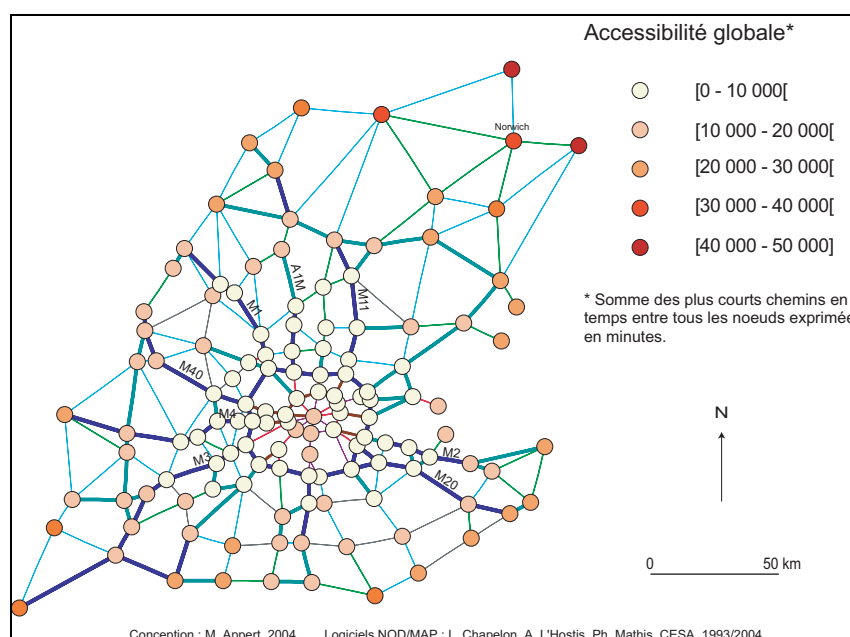 Accessibilité globale*
[0 - 10 000[
[10 000 - 20 000[
[20 000 - 30 000[
[30 000 - 40 000[
[40 000 - 50 000]
* Somme des plus courts chemins en
temps entre tous les noeuds exprimée
en minutes.
Norwich
A1M
M11
M1
M40
M4
M3
M2
M20
N
0 50 km
Conception : M. Appert, 2004 Logiciels NOD/MAP : L. Chapelon, A. L'Hostis, Ph. Mathis, CESA, 1993/2004